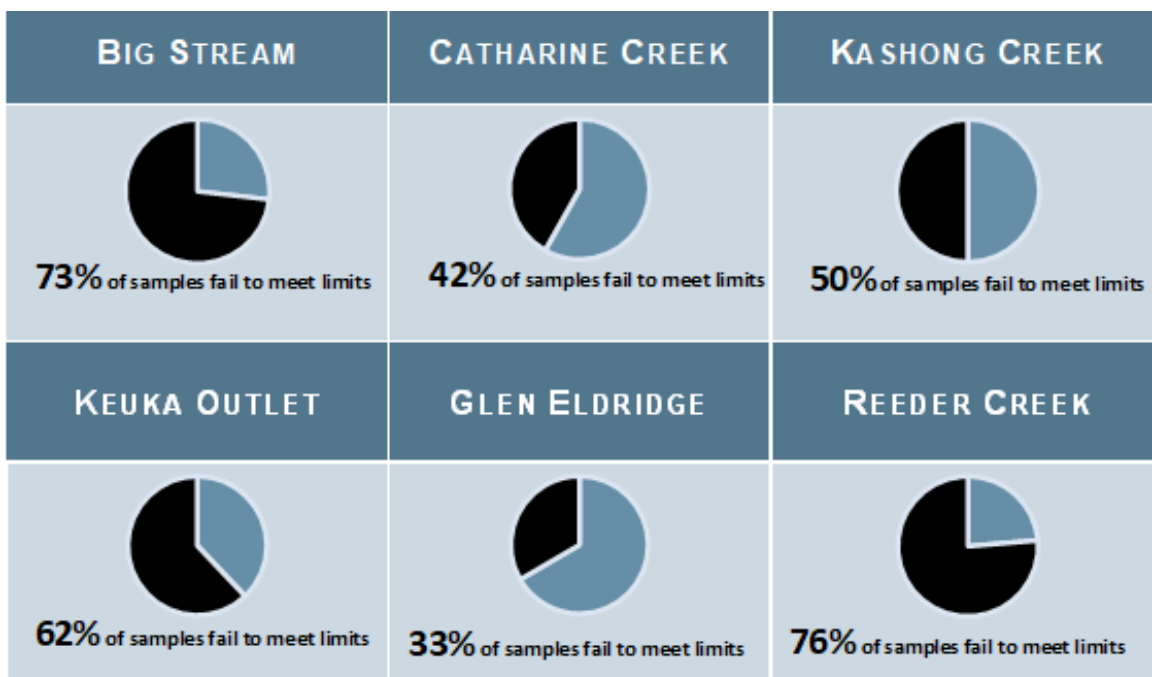 BIG STREAM
CATHARINE CREEK
KASHONG CREEK
73% of samples fail to meet limits
42% of samples fail to meet limits
50% of samples fail to meet limits
KEUKA OUTLET
GLEN ELDRIDGE
REEDER CREEK
62% of samples fail to meet limits
33% of samples fail to meet limits
76% of samples fail to meet limits